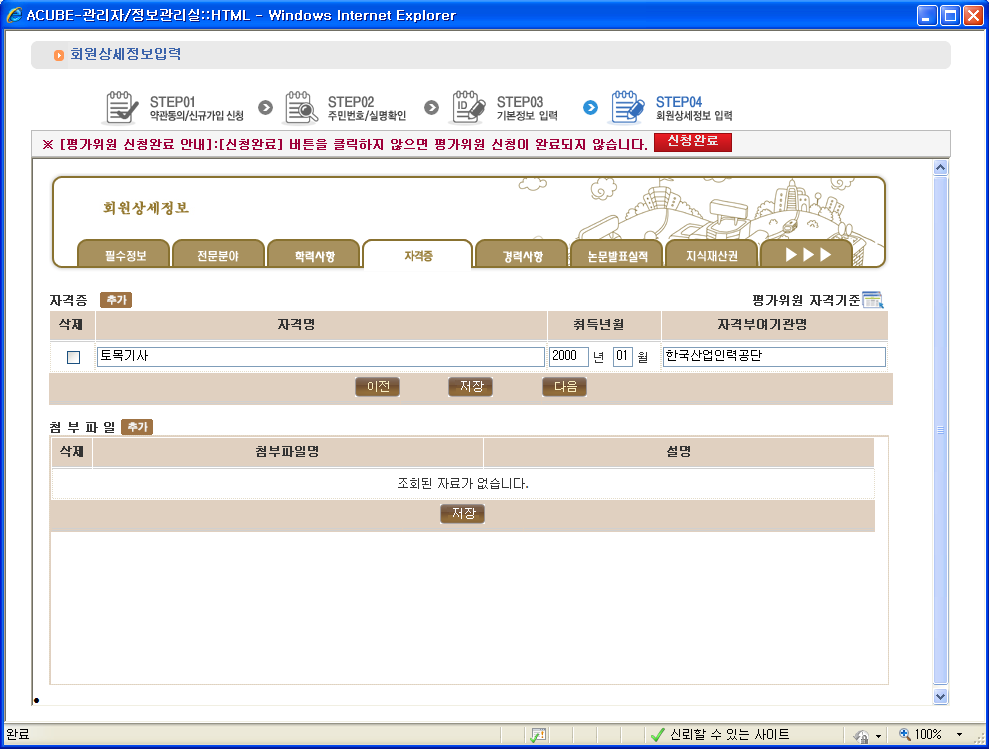 ACUBE-관리자/정보관리실::HTML - Windows Internet Explorer
회원상세정보입력
STEP01 STEP02 STEP03 STEP04
약관동의/신규가입 신청 주민번호/실명확인 기본정보 입력 회원상세정보 입력
※ [평가위원 신청완료 안내]:[신청완료] 버튼을 클릭하지 않으면 평가위원 신청이 완료되지 않습니다. 신청완료
회원상세정보
필수정보 전문분야 학력사항 자격증 경력사항 논문발표실적 지식재산권
자격증 추가 평가위원 자격기준
삭제 자격명 취득년월 자격부여기관명
토목기사 2000 년 01 월 한국산업인력공단
이전 저장 다음
첨 부 파 일 추가
삭제 첨부파일명 설명
조회된 자료가 없습니다.
저장
완료 신뢰할 수 있는 사이트 100%